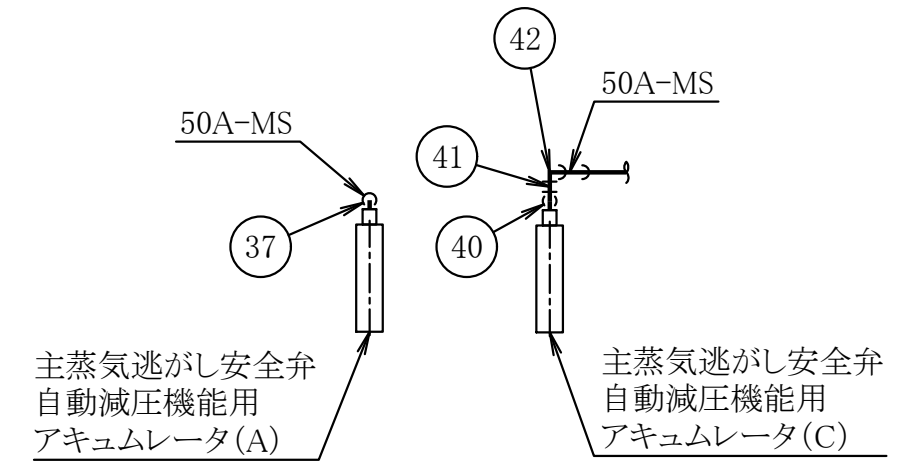 42
50A-MS
50A-MS
41
37
40
主蒸気逃がし安全弁
自動減圧機能用
アキュムレータ(A)
主蒸気逃がし安全弁
自動減圧機能用
アキュムレータ(C)